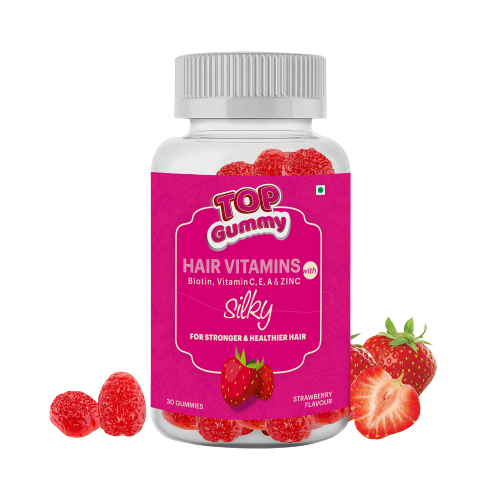 TOP
Gummy
HAIR VITAMINS with
Biotin, Vitamin C, E, A & ZINC
Silky
FOR STRONGER & HEALTHIER HAIR
30 GUMMIES
STRAWBERRY
FLAVOUR